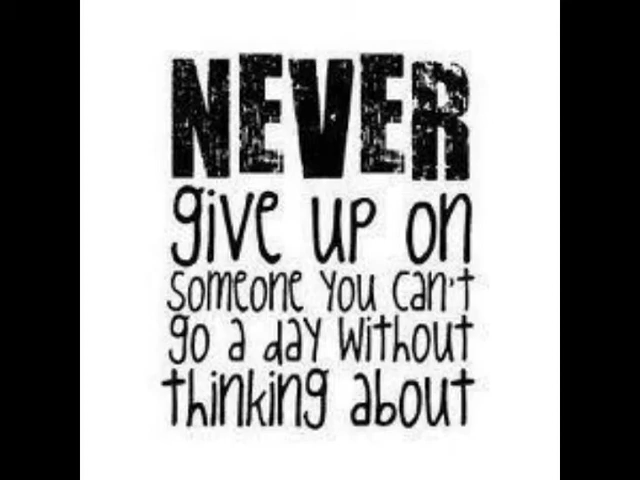 NEVER
give up on
someone you can't
go a day without
thinking about